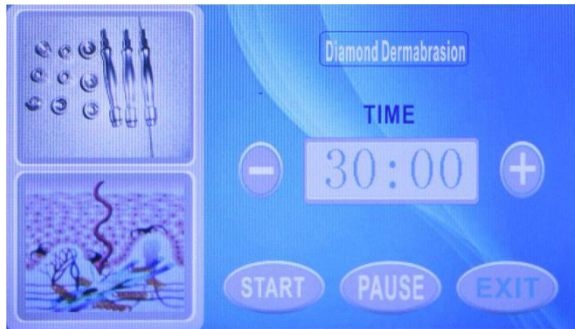 Diamond Dermabrasion
TIME
30:00
START
PAUSE
EXIT